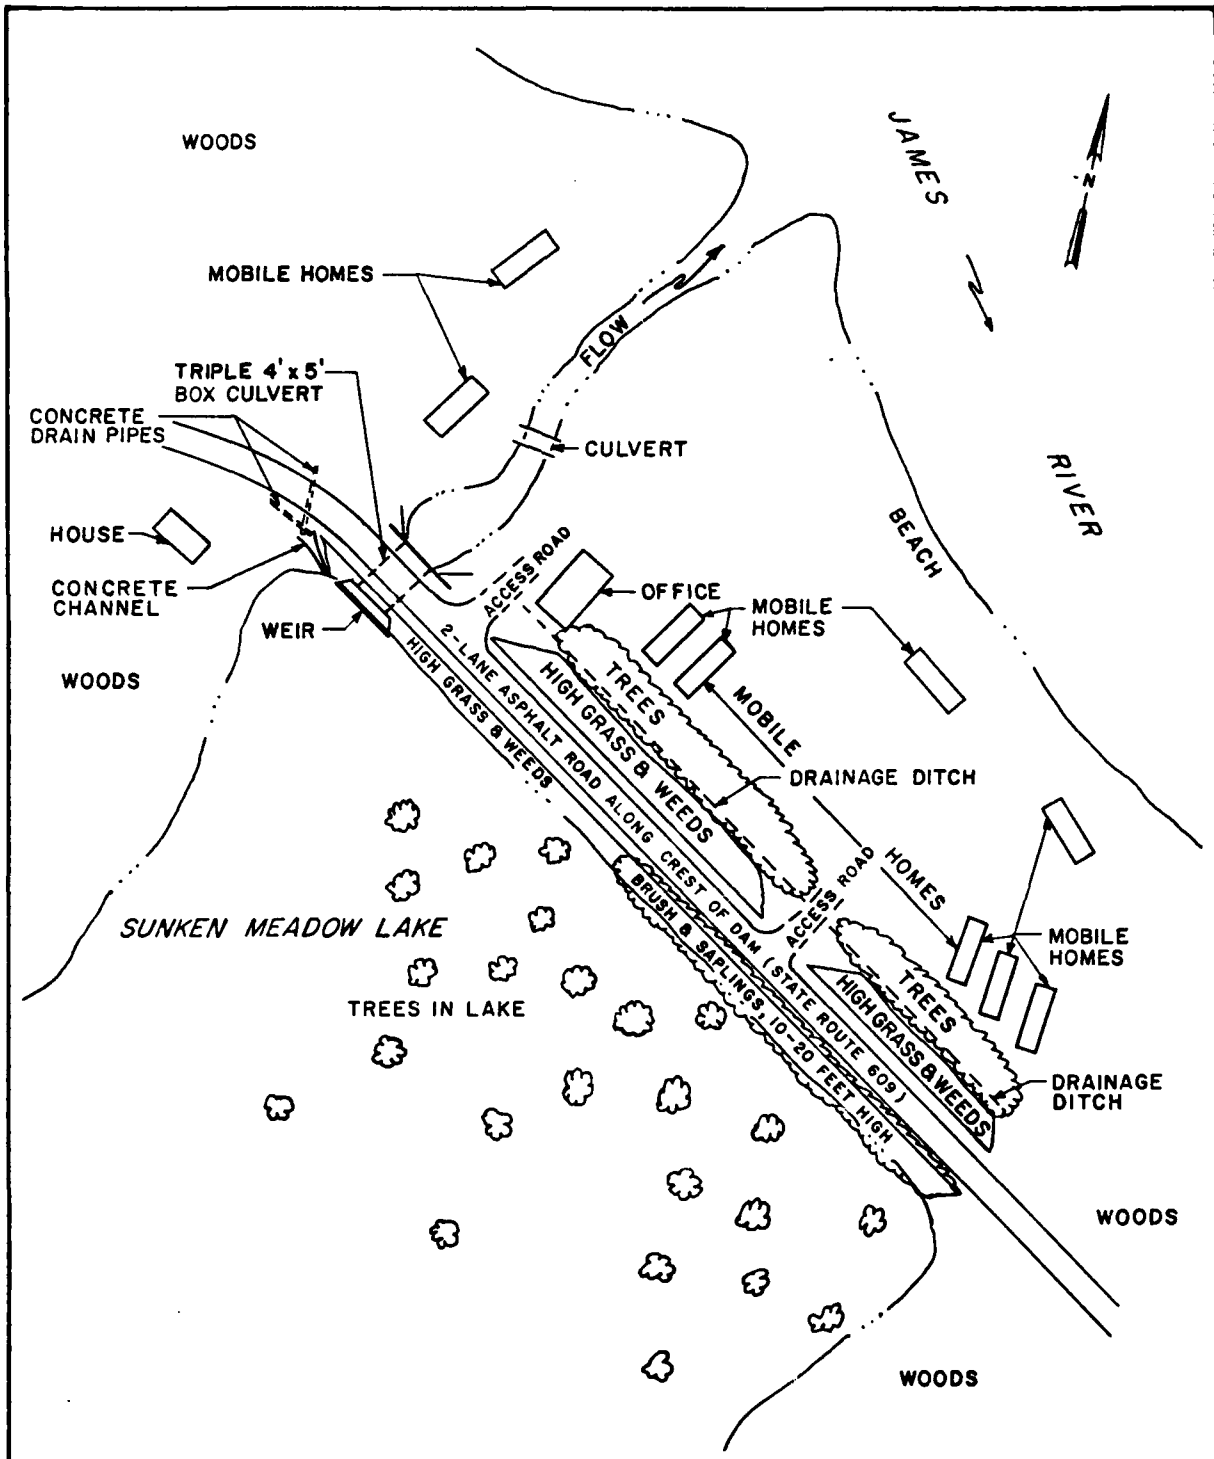 WOODS
JAMES
RIVER
N
MOBILE HOMES
FLOW
TRIPLE 4' x 5'
BOX CULVERT
CONCRETE
DRAIN PIPES
CULVERT
HOUSE
CONCRETE
CHANNEL
WEIR
WOODS
BEACH
ACCESS ROAD
OFFICE
MOBILE
HOMES
2-LANE ASPHALT ROAD ALONG CREST OF DAM (STATE ROUTE 609)
HIGH GRASS & WEEDS
TREES
HIGH GRASS & WEEDS
MOBILE HOMES
DRAINAGE DITCH
ACCESS ROAD
BRUSH & SAPLINGS, 10-20 FEET HIGH
SUNKEN MEADOW LAKE
TREES IN LAKE
MOBILE
HOMES
TREES
HIGH GRASS & WEEDS
DRAINAGE
DITCH
WOODS
WOODS